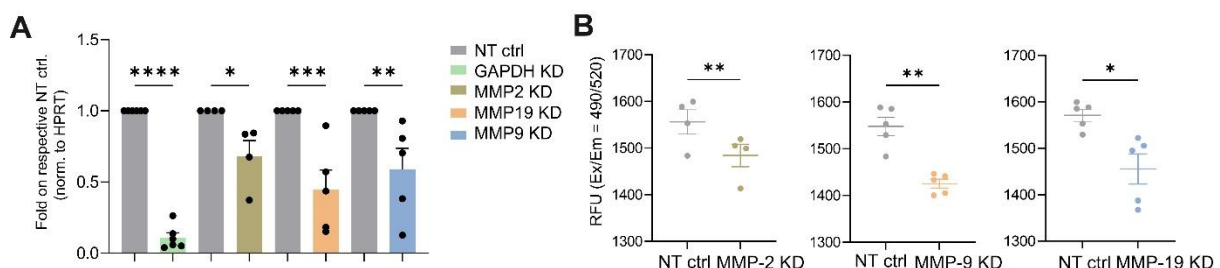 A
Fold on respective NT ctrl.
(norm. to HPRT)
1.5
1.0
0.5
0.0
****
*
***
**
NT ctrl
GAPDH KD
MMP2 KD
MMP19 KD
MMP9 KD
B
RFU (Ex/Em = 490/520)
1700
1600
1500
1400
1300
**
NT ctrl MMP-2 KD
1700
1600
1500
1400
1300
**
NT ctrl MMP-9 KD
1700
1600
1500
1400
1300
*
NT ctrl MMP-19 KD